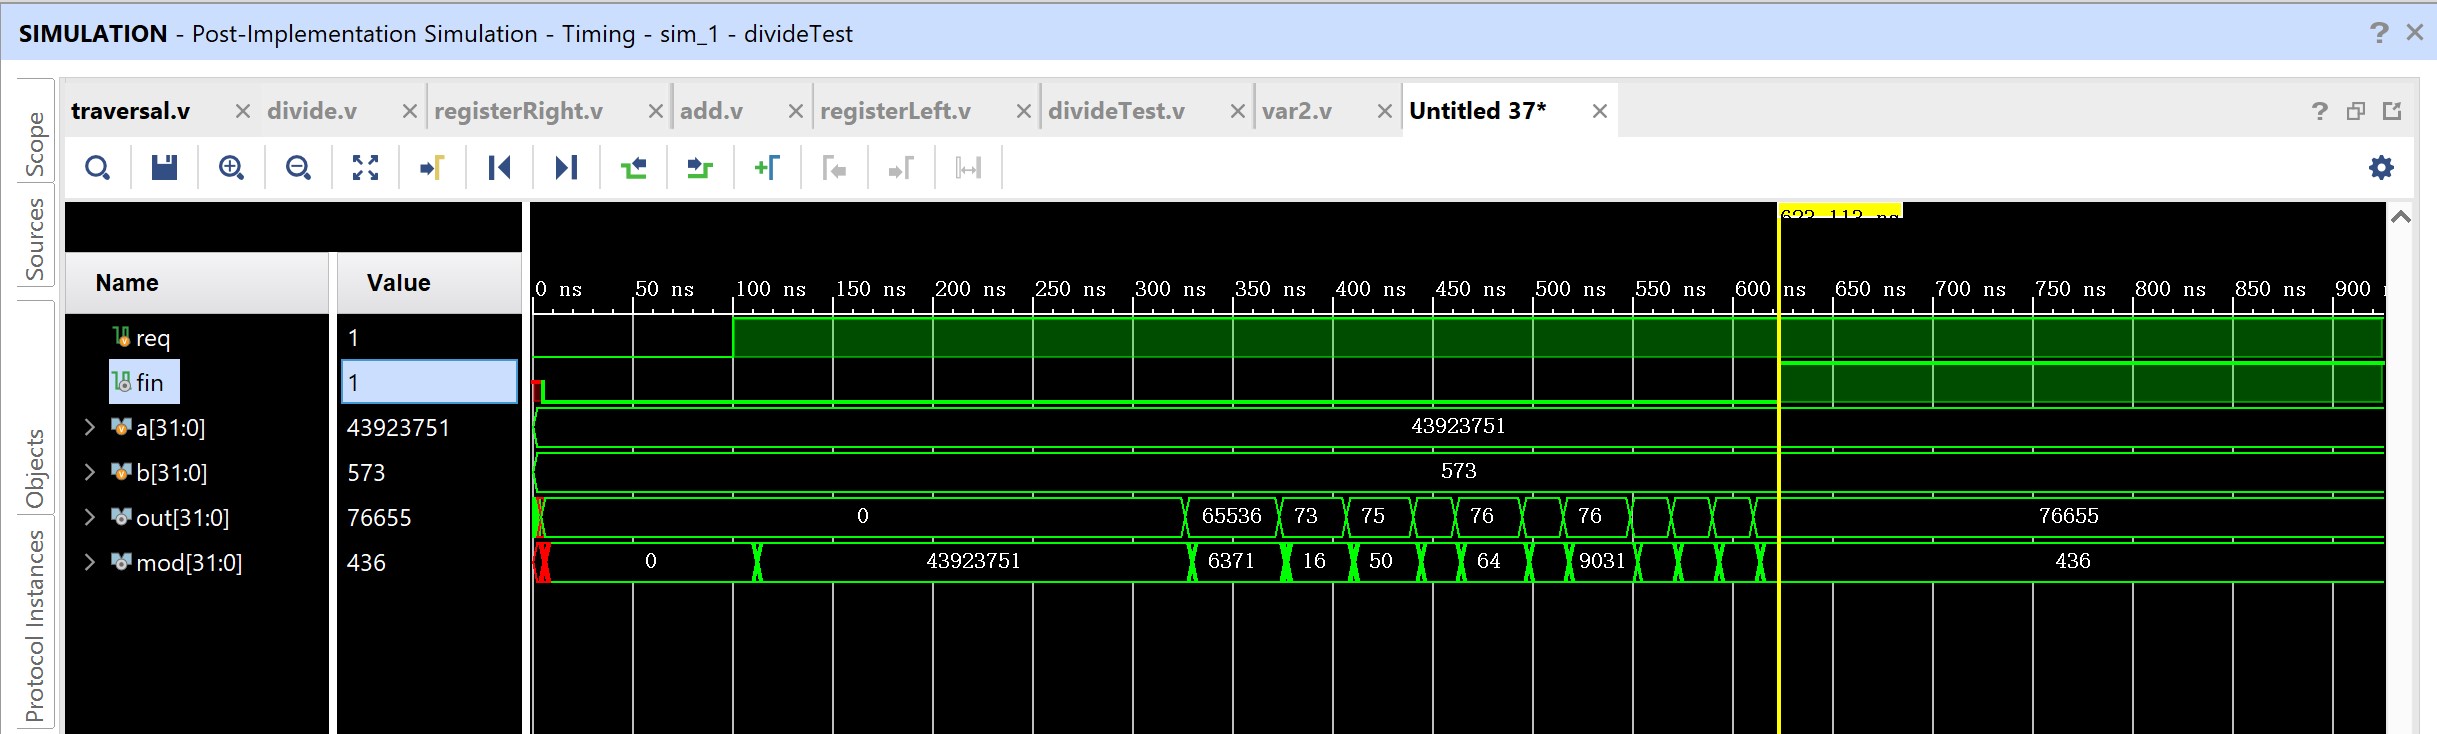 SIMULATION - Post-Implementation Simulation - Timing - sim_1 - divideTest ?
Scope
Sources
Objects
Protocol Instances
traversal.v divide.v registerRight.v add.v registerLeft.v divideTest.v var2.v Untitled 37* ?
623.113 ns
Name Value
0 ns 50 ns 100 ns 150 ns 200 ns 250 ns 300 ns 350 ns 400 ns 450 ns 500 ns 550 ns 600 ns 650 ns 700 ns 750 ns 800 ns 850 ns 900
req 1
fin 1
a[31:0] 43923751 43923751
b[31:0] 573 573
out[31:0] 76655 0 65536 73 75 76 76 76655
mod[31:0] 436 0 43923751 6371 16 50 64 9031 436